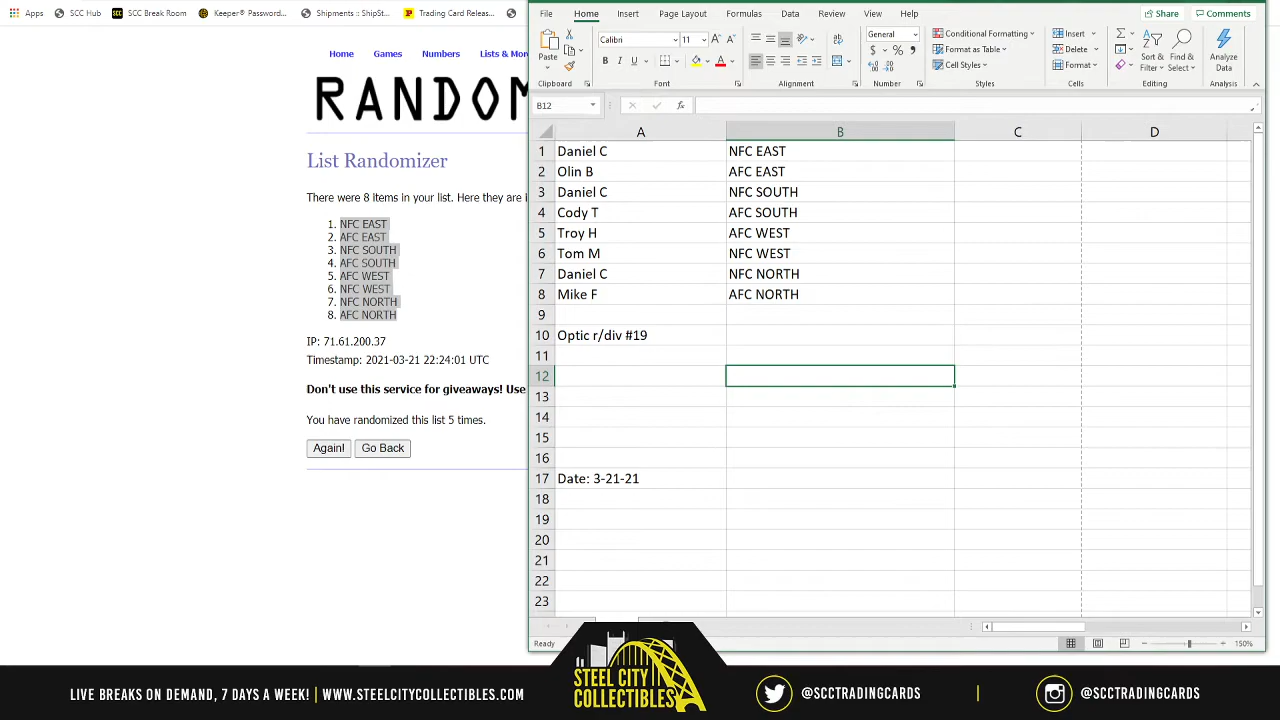 Apps SCC Hub SCC Break Room Keeper® Password... Shipments :: ShipSt... Trading Card Releas...
File Home Insert Page Layout Formulas Data Review View Help Share Comments
Home Games Numbers Lists & Mor
RANDOM
List Randomizer
There were 8 items in your list. Here they are i
1. NFC EAST
2. AFC EAST
3. NFC SOUTH
4. AFC SOUTH
5. AFC WEST
6. NFC WEST
7. NFC NORTH
8. AFC NORTH
IP: 71.61.200.37
Timestamp: 2021-03-21 22:24:01 UTC
Don't use this service for giveaways! Use
You have randomized this list 5 times.
Again! Go Back
Paste
Calibri 11
B I U A
General
$ % 9
Conditional Formatting
Format as Table
Cell Styles
Insert
Delete
Format
Sort & Filter
Find & Select
Analyze Data
Clipboard Font Alignment Number Styles Cells Editing Analysis
B12 fx
A B C D
1 Daniel C NFC EAST
2 Olin B AFC EAST
3 Daniel C NFC SOUTH
4 Cody T AFC SOUTH
5 Troy H AFC WEST
6 Tom M NFC WEST
7 Daniel C NFC NORTH
8 Mike F AFC NORTH
9
10 Optic r/div #19
11
12
13
14
15
16
17 Date: 3-21-21
18
19
20
21
22
23
Ready 150%
LIVE BREAKS ON DEMAND, 7 DAYS A WEEK! | WWW.STEELCITYCOLLECTIBLES.COM
STEEL CITY
COLLECTIBLES
@SCCTRADINGCARDS | @SCCTRADINGCARDS